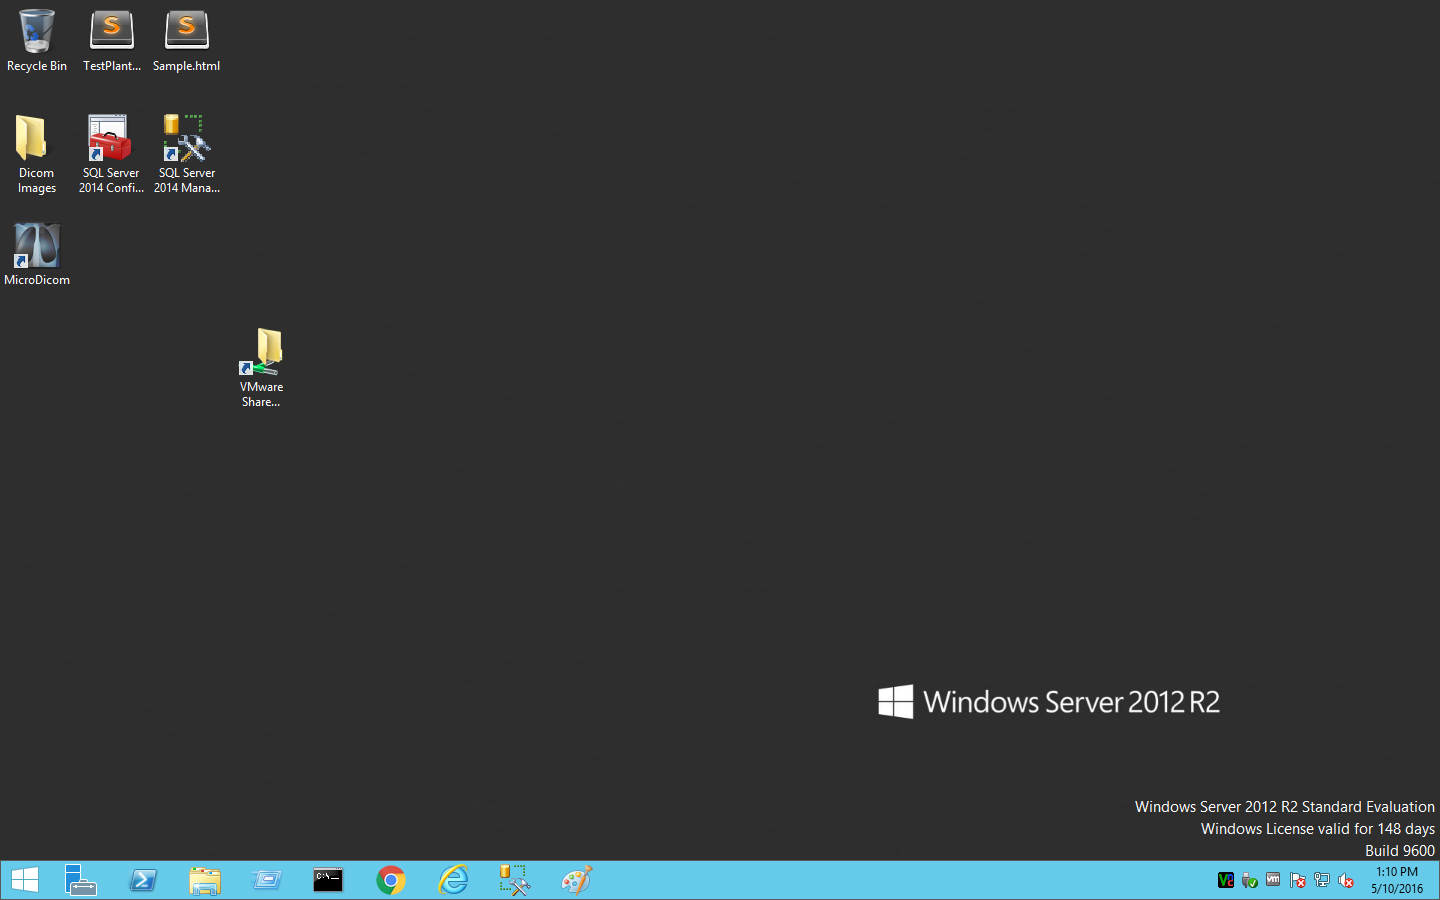 Recycle Bin
TestPlant...
Sample.html
Dicom
Images
SQL Server
2014 Confi...
SQL Server
2014 Mana...
MicroDicom
VMware
Share...
Windows Server 2012 R2
Windows Server 2012 R2 Standard Evaluation
Windows License valid for 148 days
Build 9600
1:10 PM
5/10/2016